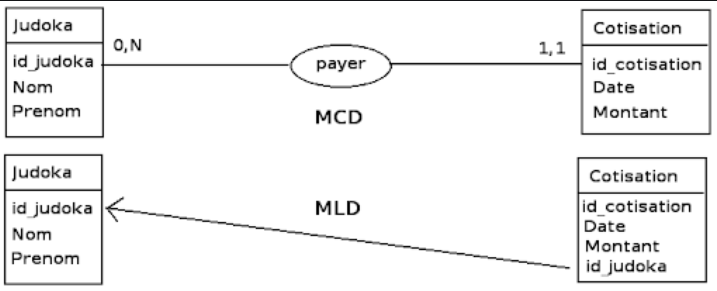 Judoka
id_judoka
Nom
Prenom
0,N
payer
1,1
Cotisation
id_cotisation
Date
Montant
MCD
Judoka
id_judoka
Nom
Prenom
MLD
Cotisation
id_cotisation
Date
Montant
id_judoka